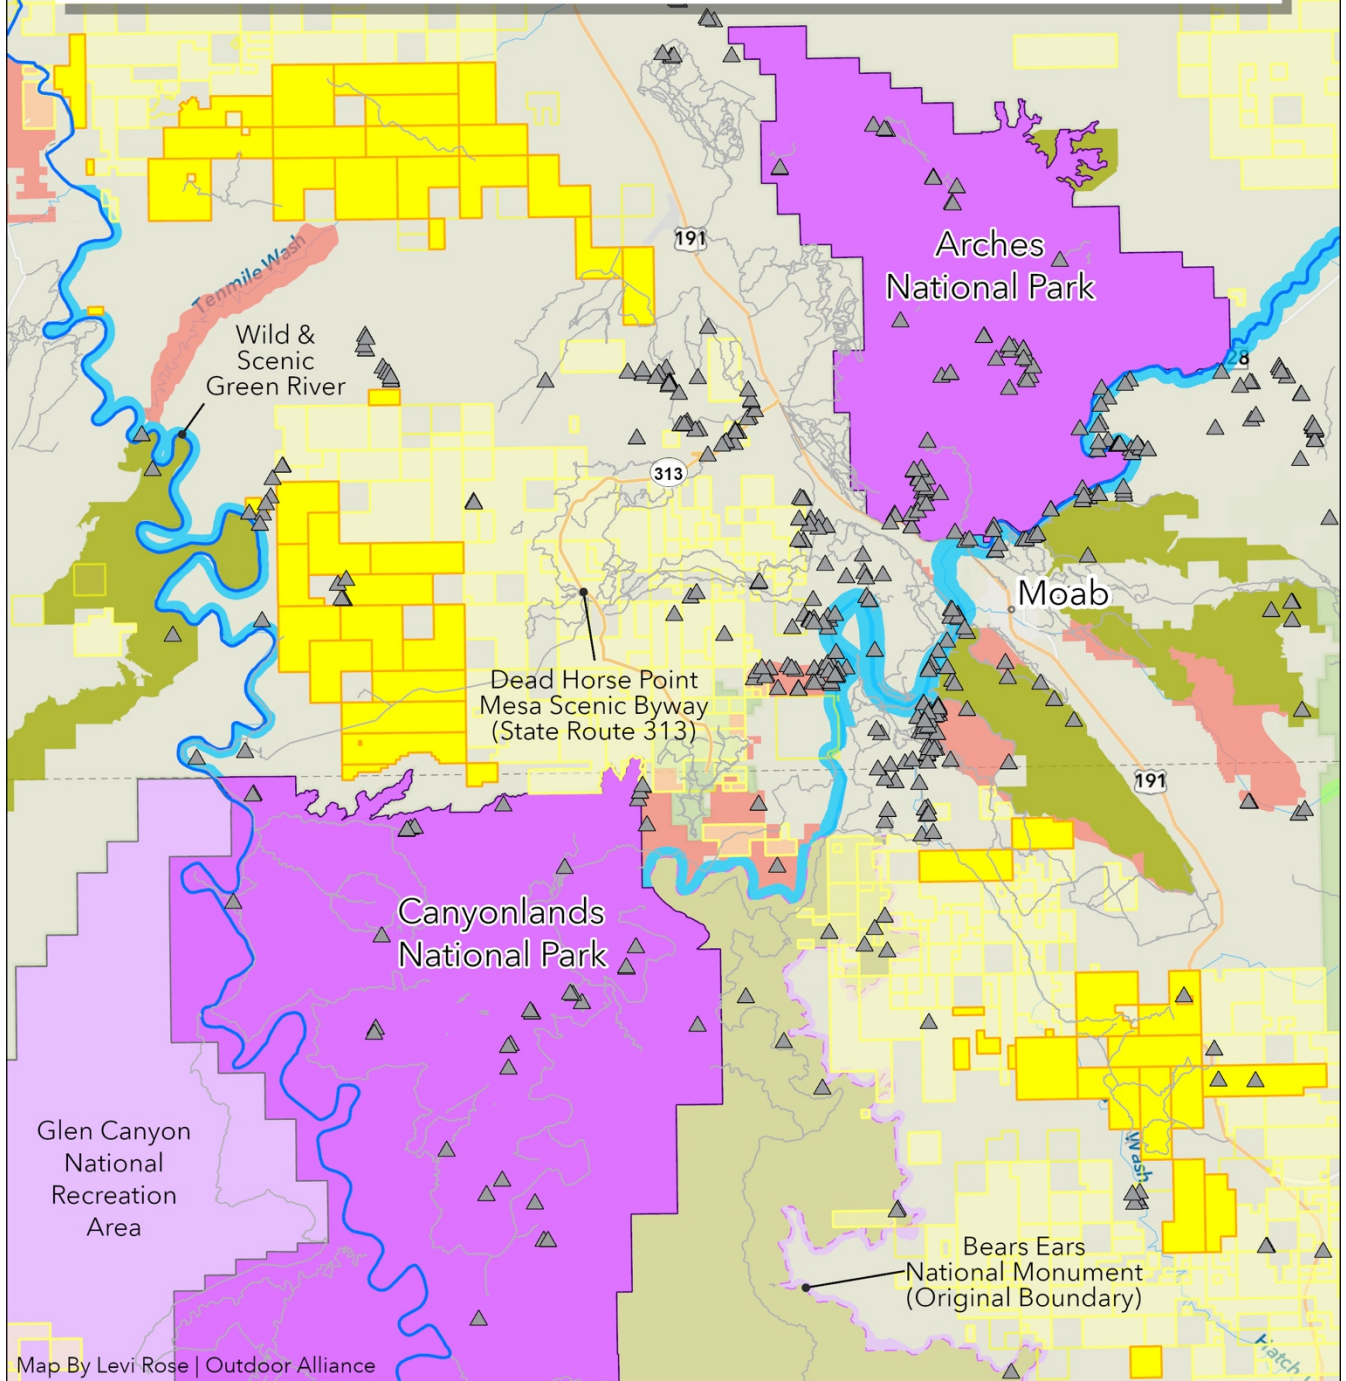 191
Arches
National Park
Tenmile Wash
Wild &
Scenic
Green River
28
313
Moab
Dead Horse Point
Mesa Scenic Byway
(State Route 313)
191
Canyonlands
National Park
Glen Canyon
National
Recreation
Area
Wash
Bears Ears
National Monument
(Original Boundary)
Hatch
Map By Levi Rose | Outdoor Alliance